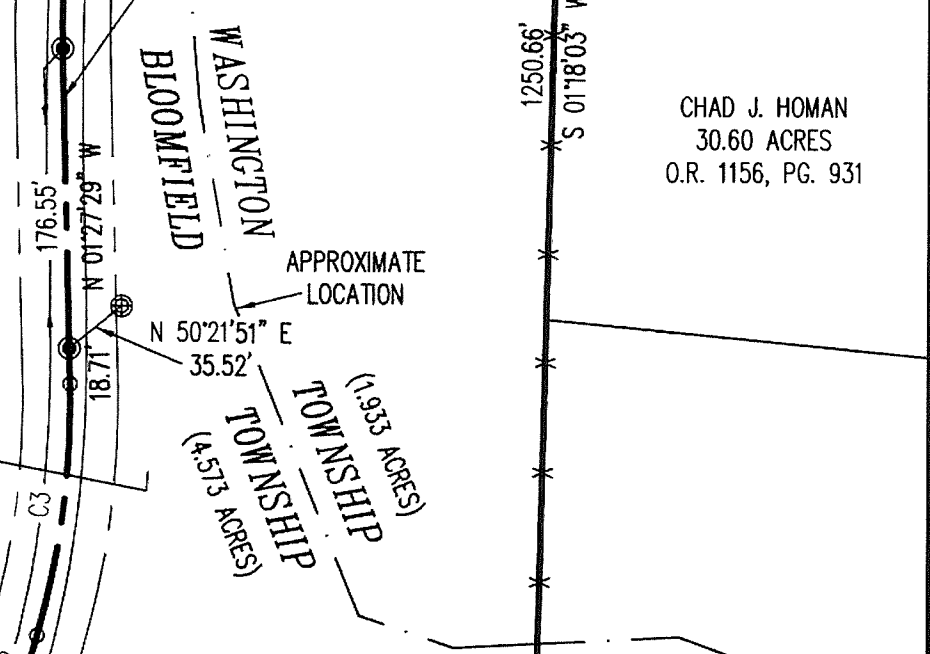 WASHINGTON
BLOOMFIELD
1250.66'
S 01°18'03" W
CHAD J. HOMAN
30.60 ACRES
O.R. 1156, PG. 931
176.55'
N 01°27'29" W
APPROXIMATE
LOCATION
N 50°21'51" E
35.52'
18.71'
TOWNSHIP
(1.933 ACRES)
TOWNSHIP
(4.573 ACRES)
C3